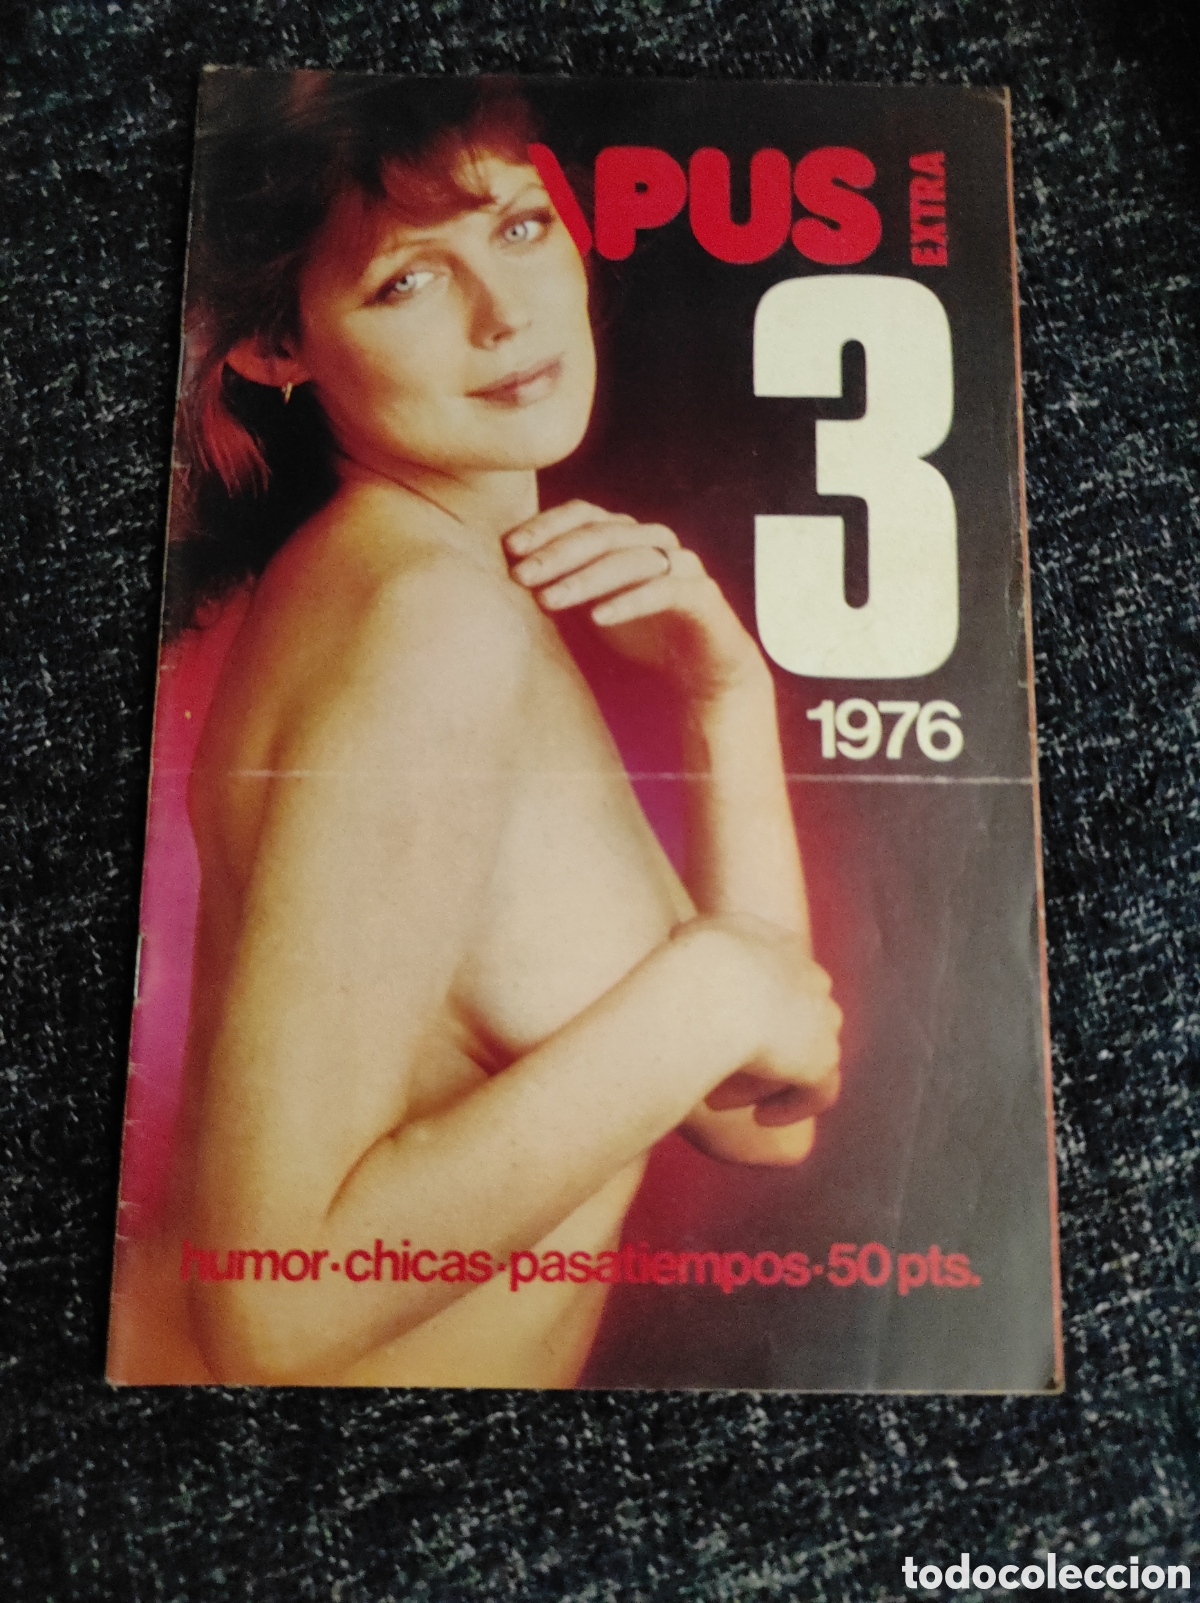 APUS
EXTRA
3
1976
humor·chicas·pasatiempos·50 pts.
todocoleccion